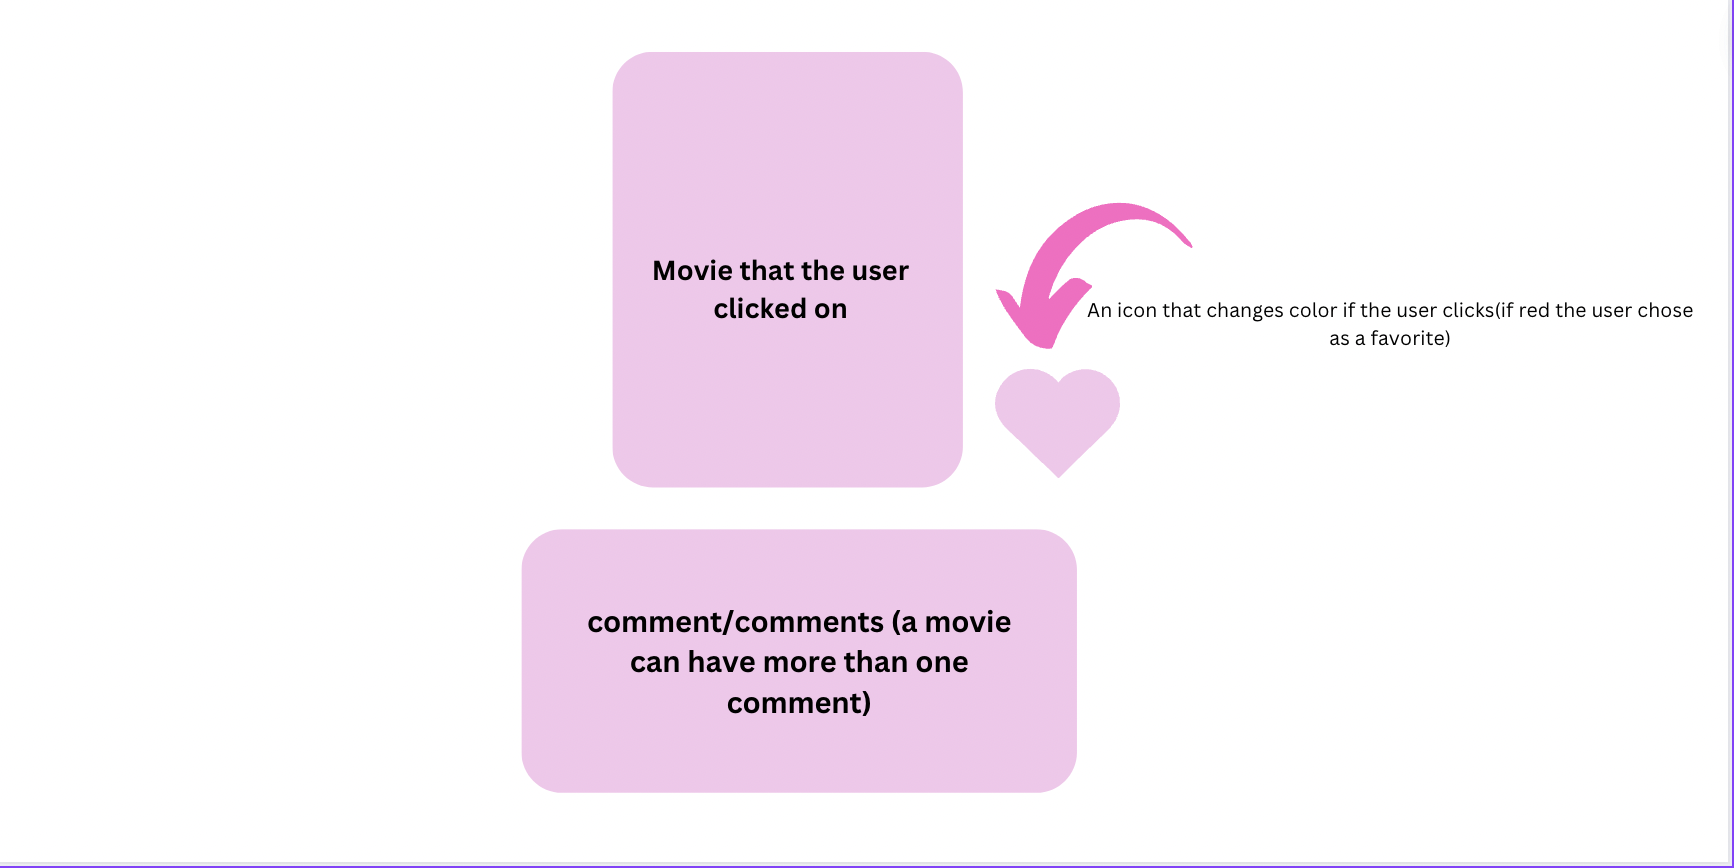 Movie that the user
clicked on
An icon that changes color if the user clicks(if red the user chose
as a favorite)
comment/comments (a movie
can have more than one
comment)